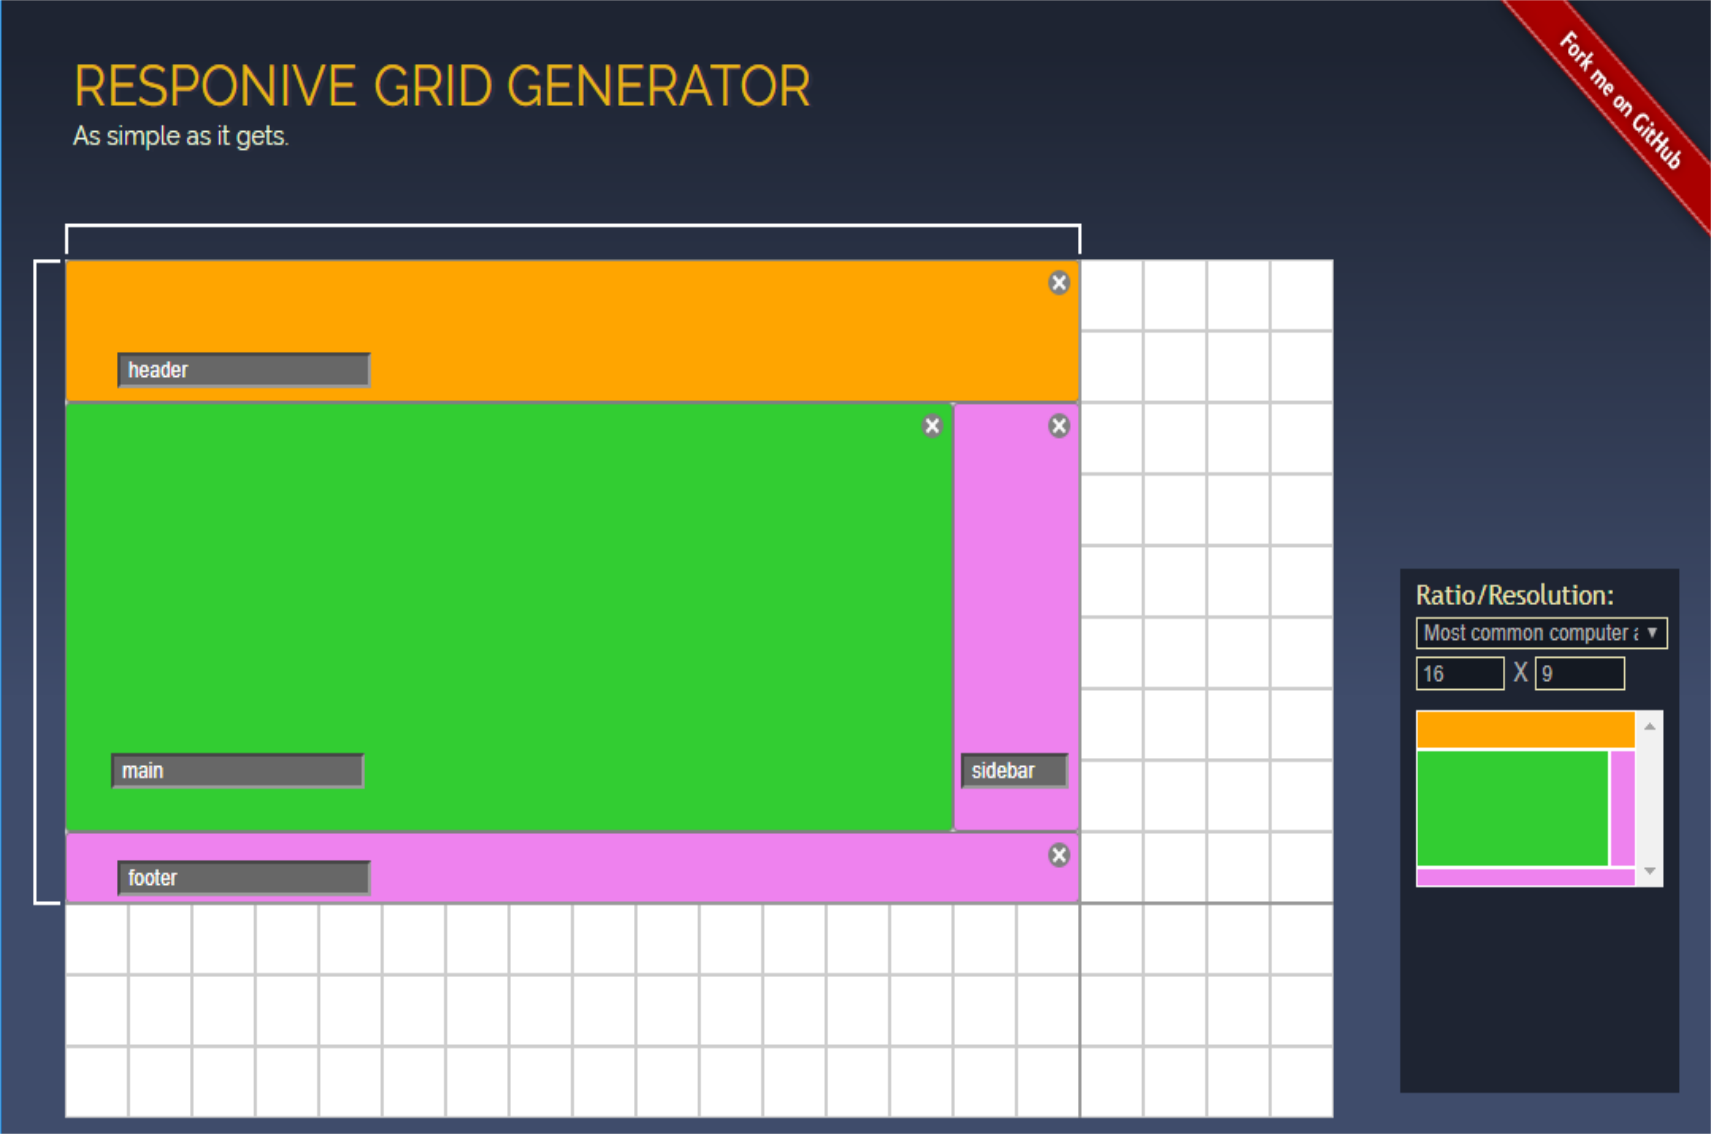 RESPONIVE GRID GENERATOR
As simple as it gets.
Fork me on GitHub
header
main
sidebar
footer
Ratio/Resolution:
Most common computer
16 X 9